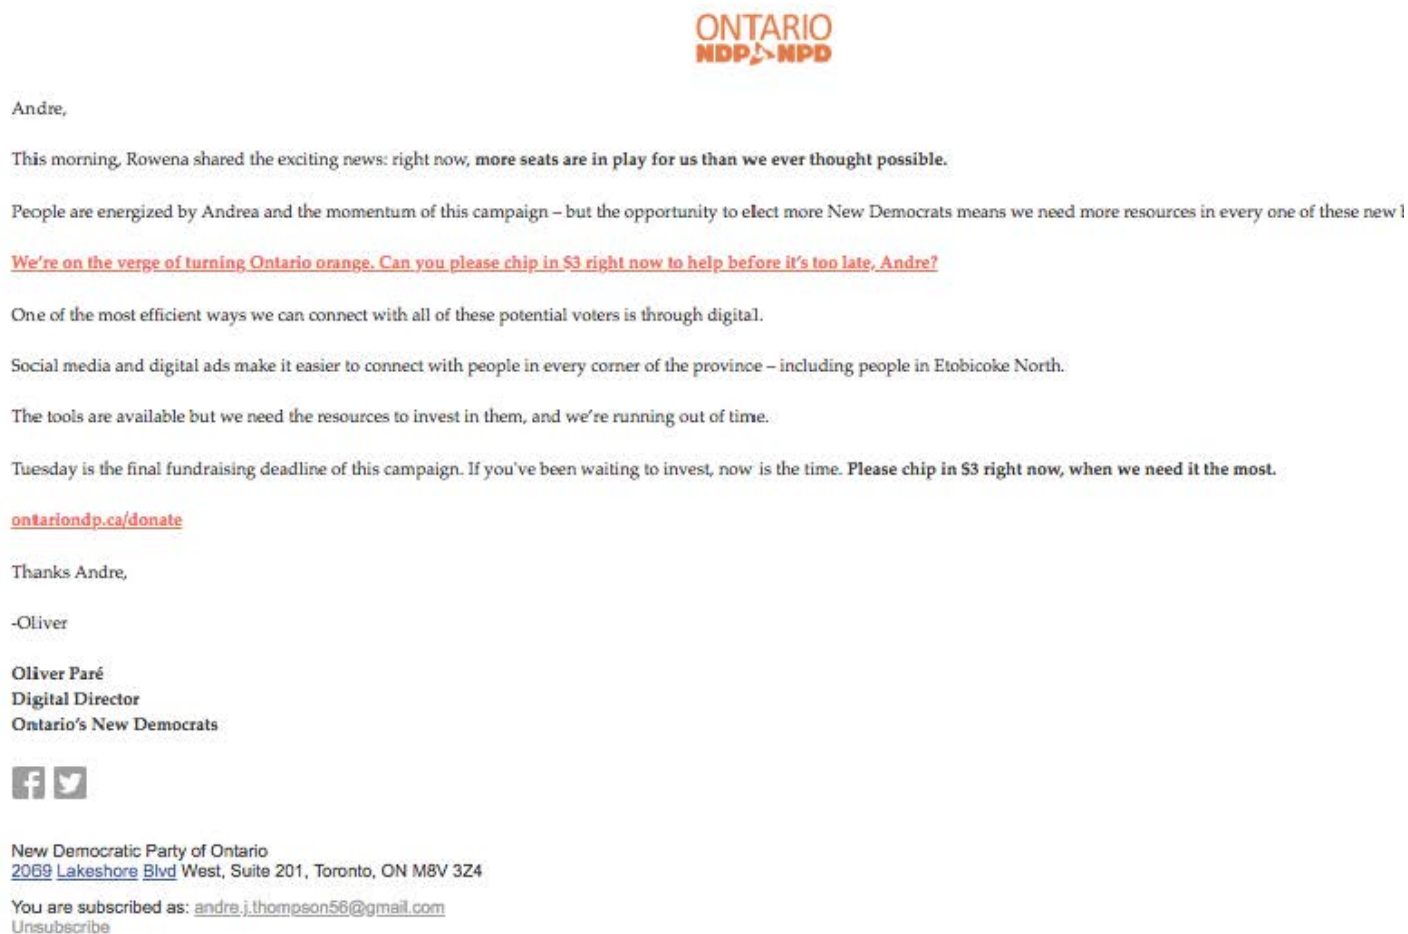 ONTARIO
NDP NPD
Andre,
This morning, Rowena shared the exciting news: right now, more seats are in play for us than we ever thought possible.
People are energized by Andrea and the momentum of this campaign – but the opportunity to elect more New Democrats means we need more resources in every one of these new
We're on the verge of turning Ontario orange. Can you please chip in $3 right now to help before it's too late, Andre?
One of the most efficient ways we can connect with all of these potential voters is through digital.
Social media and digital ads make it easier to connect with people in every corner of the province – including people in Etobicoke North.
The tools are available but we need the resources to invest in them, and we're running out of time.
Tuesday is the final fundraising deadline of this campaign. If you've been waiting to invest, now is the time. Please chip in $3 right now, when we need it the most.
ontariondp.ca/donate
Thanks Andre,
-Oliver
Oliver Paré
Digital Director
Ontario's New Democrats
New Democratic Party of Ontario
2069 Lakeshore Blvd West, Suite 201, Toronto, ON M8V 3Z4
You are subscribed as: andre.j.thompson56@gmail.com
Unsubscribe